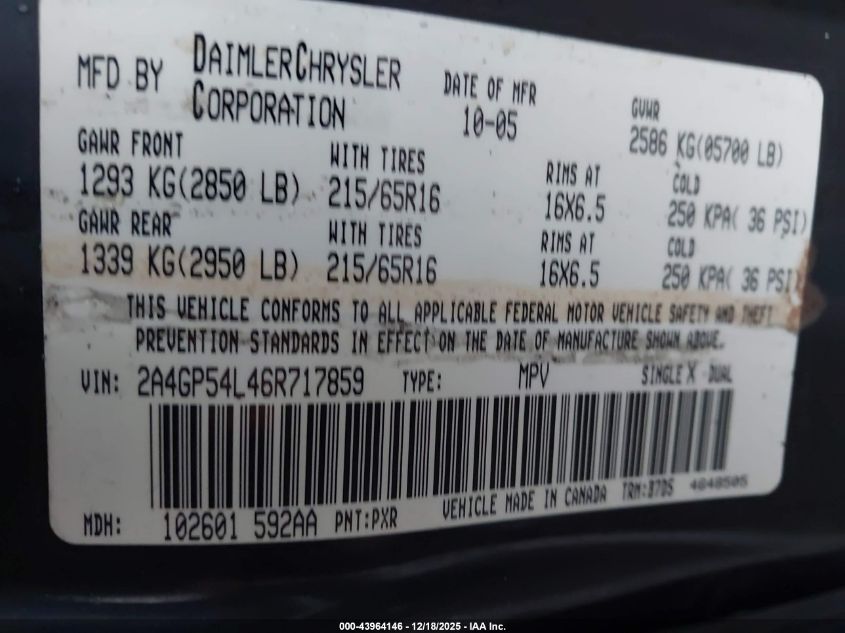 MFD BY DAIMLERCHRYSLER CORPORATION
DATE OF MFR 10-05
GVWR 2586 KG(05700 LB)
GAWR FRONT WITH TIRES RIMS AT COLD
1293 KG(2850 LB) 215/65R16 16X6.5 250 KPA( 36 PSI)
GAWR REAR WITH TIRES RIMS AT COLD
1339 KG(2950 LB) 215/65R16 16X6.5 250 KPA( 36 PSI)
THIS VEHICLE CONFORMS TO ALL APPLICABLE FEDERAL MOTOR VEHICLE SAFETY AND THEFT
PREVENTION STANDARDS IN EFFECT ON THE DATE OF MANUFACTURE SHOWN ABOVE.
VIN: 2A4GP54L46R717859 TYPE: MPV SINGLE X DUAL
MDH: 102601 592AA PNT:PXR VEHICLE MADE IN CANADA TRM:B7D5 4648505
000-43964146 - 12/18/2025 - IAA Inc.